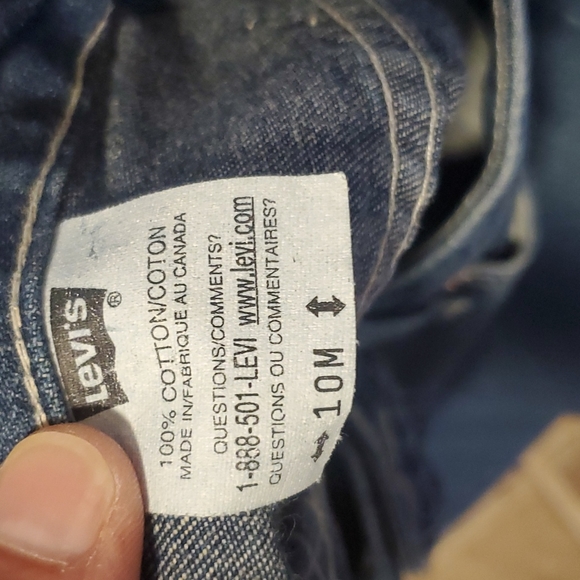 Levi's®
100% COTTON/COTON
MADE IN/FABRIQUE AU CANADA
QUESTIONS/COMMENTS?
1-888-501-LEVI www.levi.com
QUESTIONS OU COMMENTAIRES?
10M